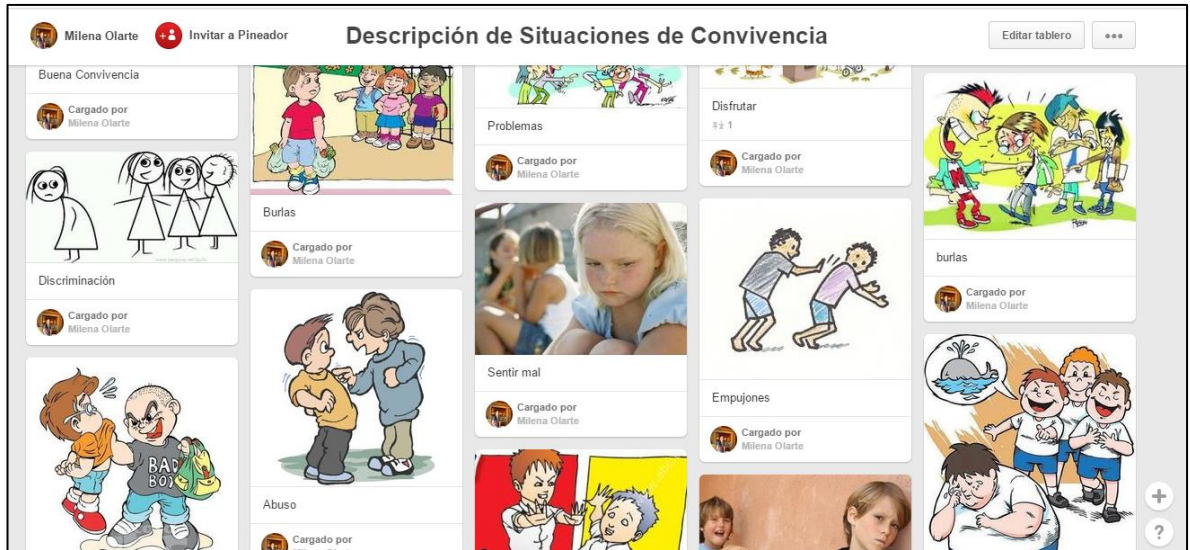 Milena Olarte
Invitar a Pineador
Descripción de Situaciones de Convivencia
Editar tablero
Buena Convivencia
Cargado por
Milena Olarte
Discriminación
Cargado por
Milena Olarte
BAD
BOY
Burlas
Cargado por
Milena Olarte
Abuso
Cargado por
Problemas
Cargado por
Milena Olarte
Sentir mal
Cargado por
Milena Olarte
Disfrutar
1
Cargado por
Milena Olarte
Empujones
Cargado por
Milena Olarte
M
burlas
Cargado por
Milena Olarte
+
?